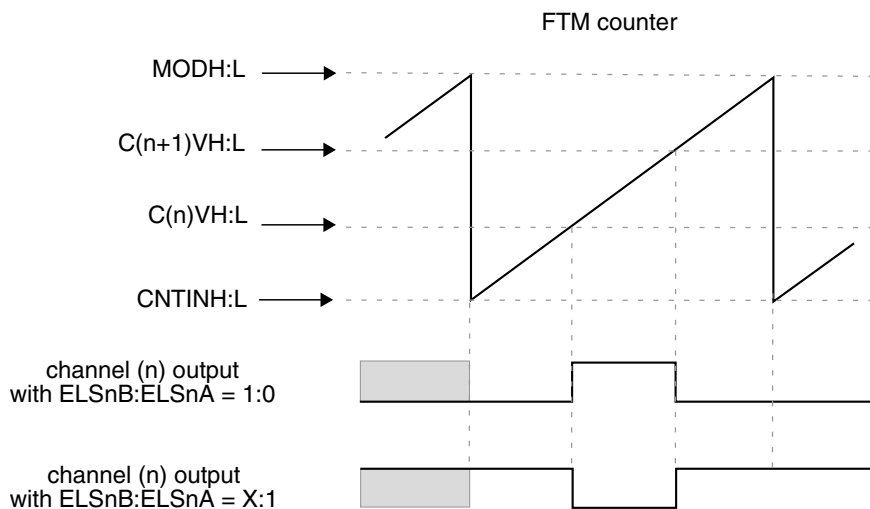 FTM counter
MODH:L
C(n+1)VH:L
C(n)VH:L
CNTINH:L
channel (n) output
with ELSnB:ELSnA = 1:0
channel (n) output
with ELSnB:ELSnA = X:1